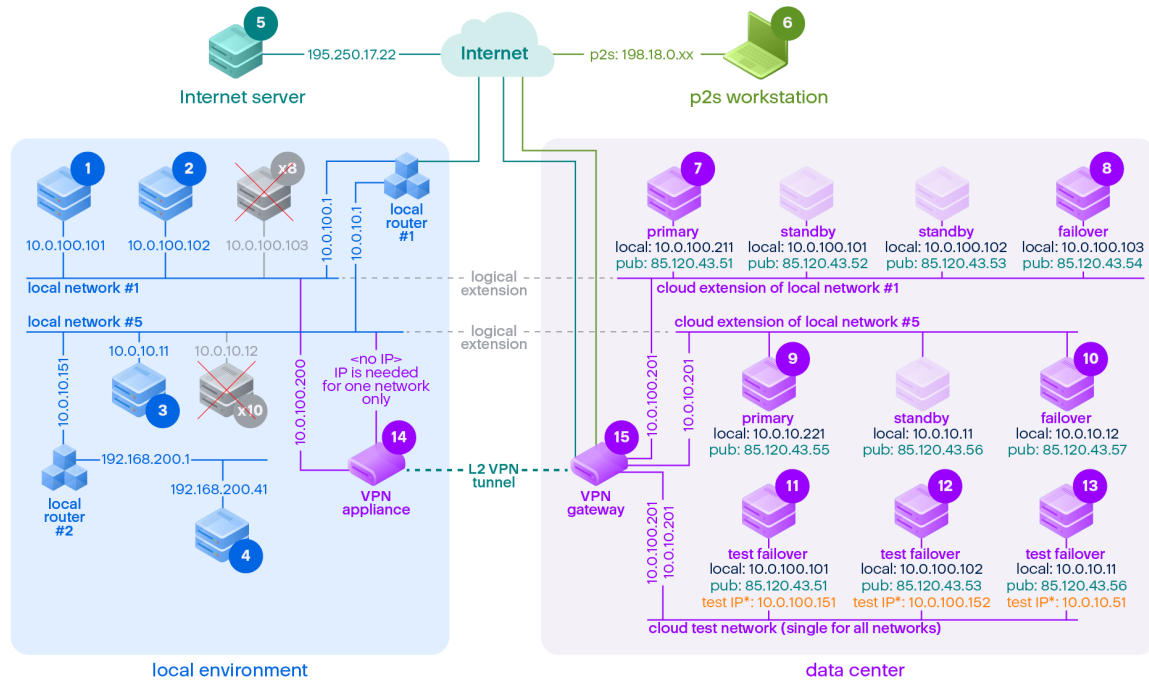 5
Internet server
195.250.17.22
Internet
p2s: 198.18.0.xx
6
p2s workstation
1
10.0.100.101
2
10.0.100.102
x8
10.0.100.103
10.0.100.1
10.0.10.1
local
router
#1
local network #1
logical
extension
local network #5
logical
extension
10.0.10.151
10.0.10.11
3
10.0.10.12
x10
10.0.100.200
<no IP>
IP is needed
for one network
only
14
VPN
appliance
192.168.200.1
local
router
#2
192.168.200.41
4
local environment
L2 VPN
tunnel
15
VPN
gateway
7
primary
local: 10.0.100.211
pub: 85.120.43.51
standby
local: 10.0.100.101
pub: 85.120.43.52
standby
local: 10.0.100.102
pub: 85.120.43.53
8
failover
local: 10.0.100.103
pub: 85.120.43.54
cloud extension of local network #1
cloud extension of local network #5
10.0.100.201
10.0.10.201
9
primary
local: 10.0.10.221
pub: 85.120.43.55
standby
local: 10.0.10.11
pub: 85.120.43.56
10
failover
local: 10.0.10.12
pub: 85.120.43.57
10.0.100.201
10.0.10.201
11
test failover
local: 10.0.100.101
pub: 85.120.43.51
test IP*: 10.0.100.151
12
test failover
local: 10.0.100.102
pub: 85.120.43.53
test IP*: 10.0.100.152
13
test failover
local: 10.0.10.11
pub: 85.120.43.56
test IP*: 10.0.10.51
cloud test network (single for all networks)
data center